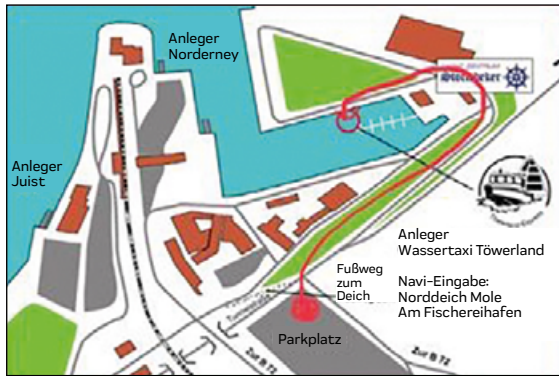 Anleger
Norderney
Störtebeker
Anleger
Juist
Anleger
Wassertaxi Töwerland
Fußweg
zum
Deich
Navi-Eingabe:
Norddeich Mole
Am Fischereihafen
Parkplatz
Zur B 72
Zur B 72